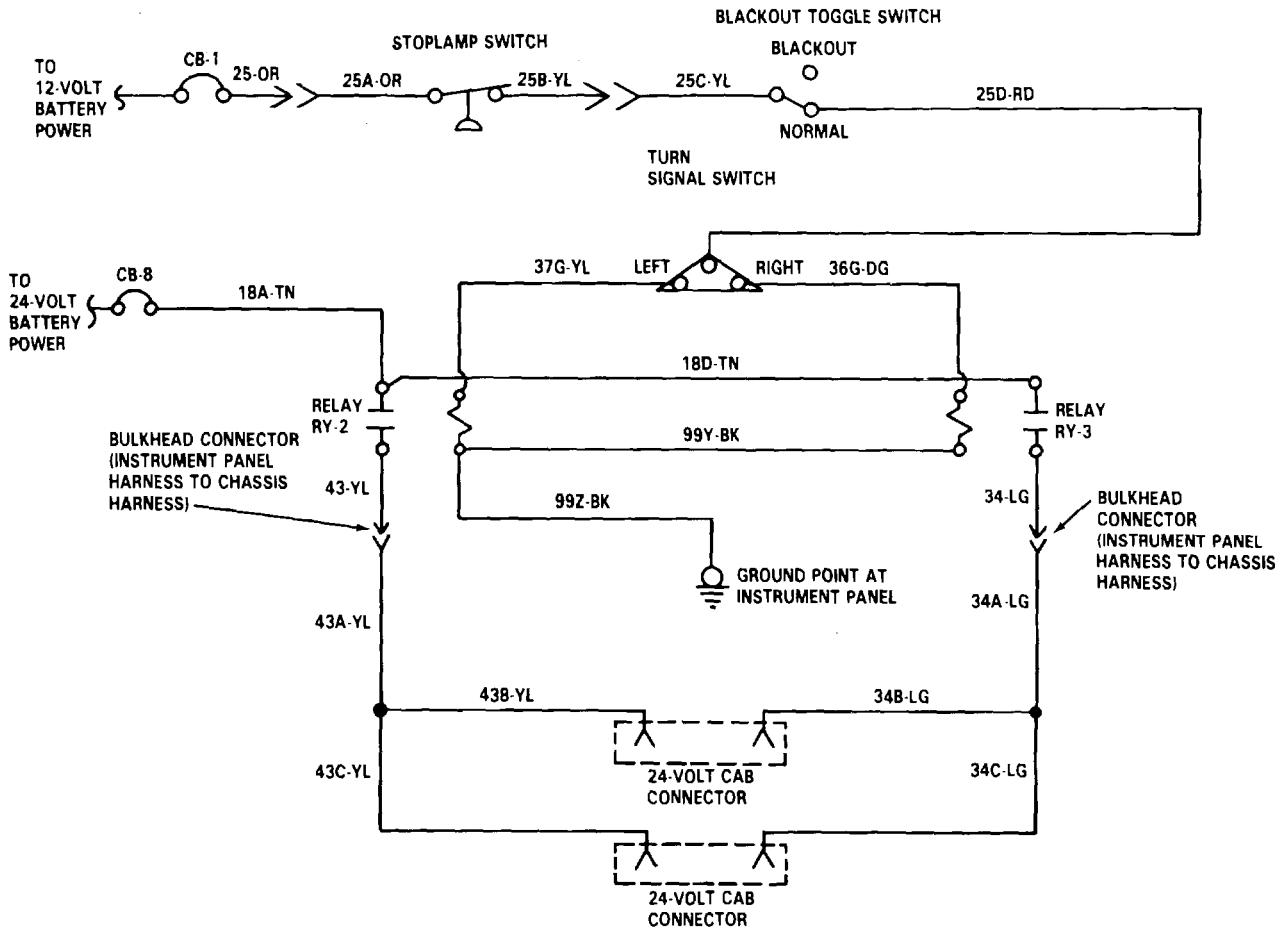 BLACKOUT TOGGLE SWITCH
STOPLAMP SWITCH
BLACKOUT
TO
12-VOLT
BATTERY
POWER
CB-1
25-OR
25A-OR
25B-YL
25C-YL
25D-RD
NORMAL
TURN
SIGNAL SWITCH
TO
24-VOLT
BATTERY
POWER
CB-8
18A-TN
37G-YL
LEFT
RIGHT
36G-DG
18D-TN
RELAY
RY-2
RELAY
RY-3
99Y-BK
BULKHEAD CONNECTOR
(INSTRUMENT PANEL
HARNESS TO CHASSIS
HARNESS)
43-YL
99Z-BK
34-LG
BULKHEAD
CONNECTOR
(INSTRUMENT PANEL
HARNESS TO CHASSIS
HARNESS)
GROUND POINT AT
INSTRUMENT PANEL
43A-YL
34A-LG
43B-YL
34B-LG
43C-YL
24-VOLT CAB
CONNECTOR
34C-LG
24-VOLT CAB
CONNECTOR